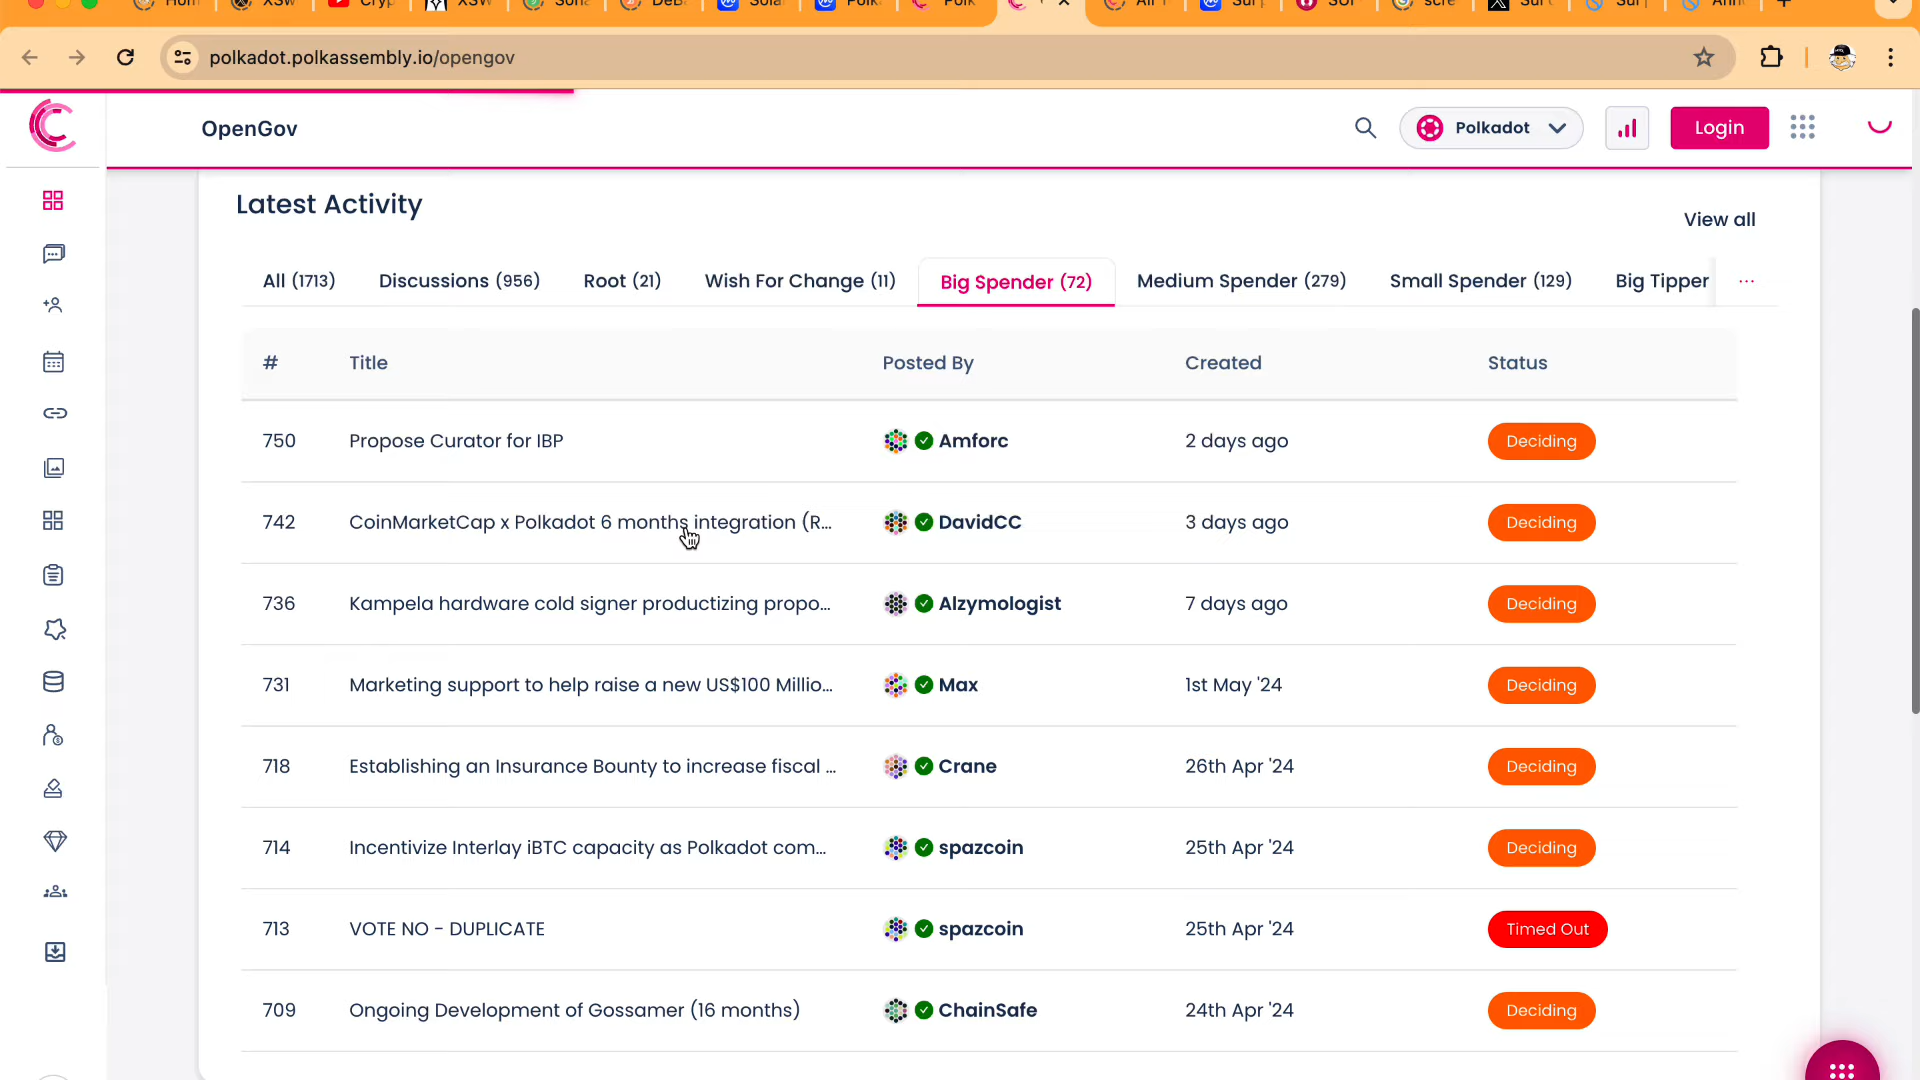 polkadot.polkassembly.io/opengov
OpenGov
Polkadot
Login
Latest Activity
View all
All (1713)
Discussions (956)
Root (21)
Wish For Change (11)
Big Spender (72)
Medium Spender (279)
Small Spender (129)
Big Tipper
...
# Title Posted By Created Status
750 Propose Curator for IBP Amforc 2 days ago Deciding
742 CoinMarketCap x Polkadot 6 months integration (R... DavidCC 3 days ago Deciding
736 Kampela hardware cold signer productizing propo... Alzymologist 7 days ago Deciding
731 Marketing support to help raise a new US$100 Millio... Max 1st May '24 Deciding
718 Establishing an Insurance Bounty to increase fiscal ... Crane 26th Apr '24 Deciding
714 Incentivize Interlay iBTC capacity as Polkadot com... spazcoin 25th Apr '24 Deciding
713 VOTE NO - DUPLICATE spazcoin 25th Apr '24 Timed Out
709 Ongoing Development of Gossamer (16 months) ChainSafe 24th Apr '24 Deciding